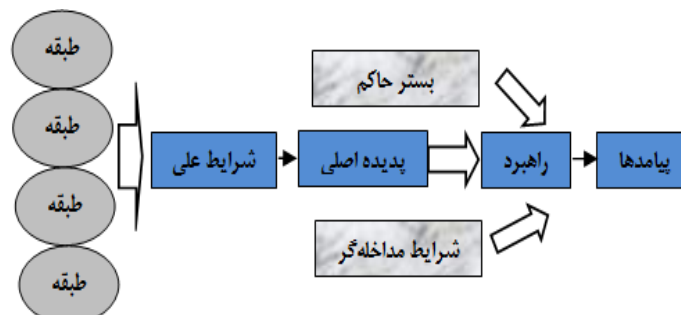 طبقه
طبقه
طبقه
طبقه
بستر حاکم
شرایط علی
پدیده اصلی
راهبرد
پیامدها
شرایط مداخله‌گر